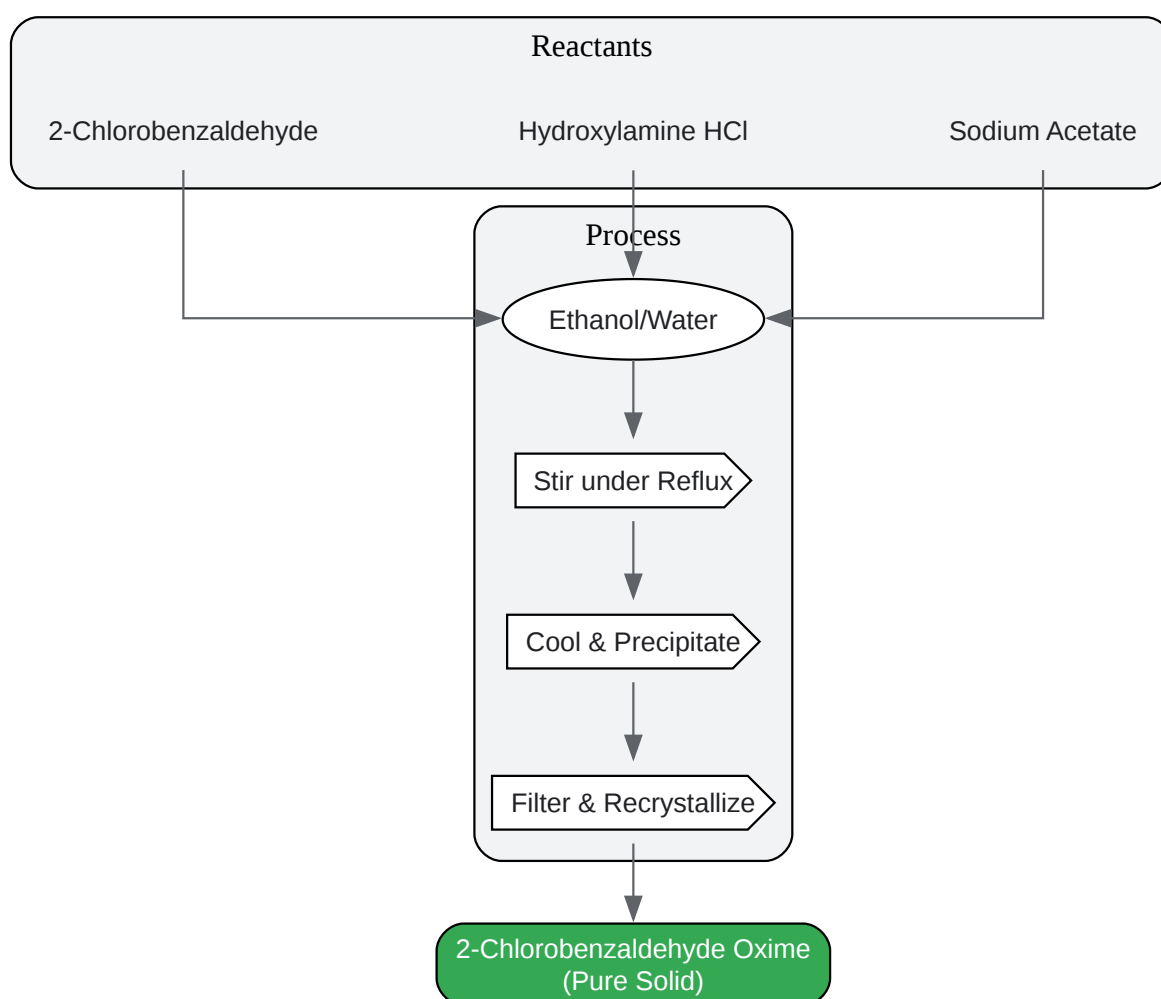 Reactants
2-Chlorobenzaldehyde
Hydroxylamine HCl
Sodium Acetate
Process
Ethanol/Water
Stir under Reflux
Cool & Precipitate
Filter & Recrystallize
2-Chlorobenzaldehyde Oxime
(Pure Solid)